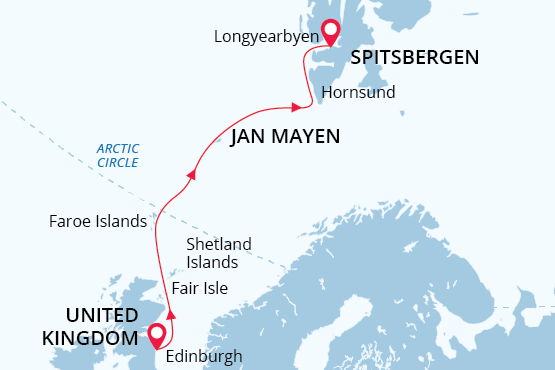 Longyearbyen
SPITSBERGEN
Hornsund
JAN MAYEN
ARCTIC
CIRCLE
Faroe Islands
Shetland
Islands
Fair Isle
UNITED
KINGDOM
Edinburgh